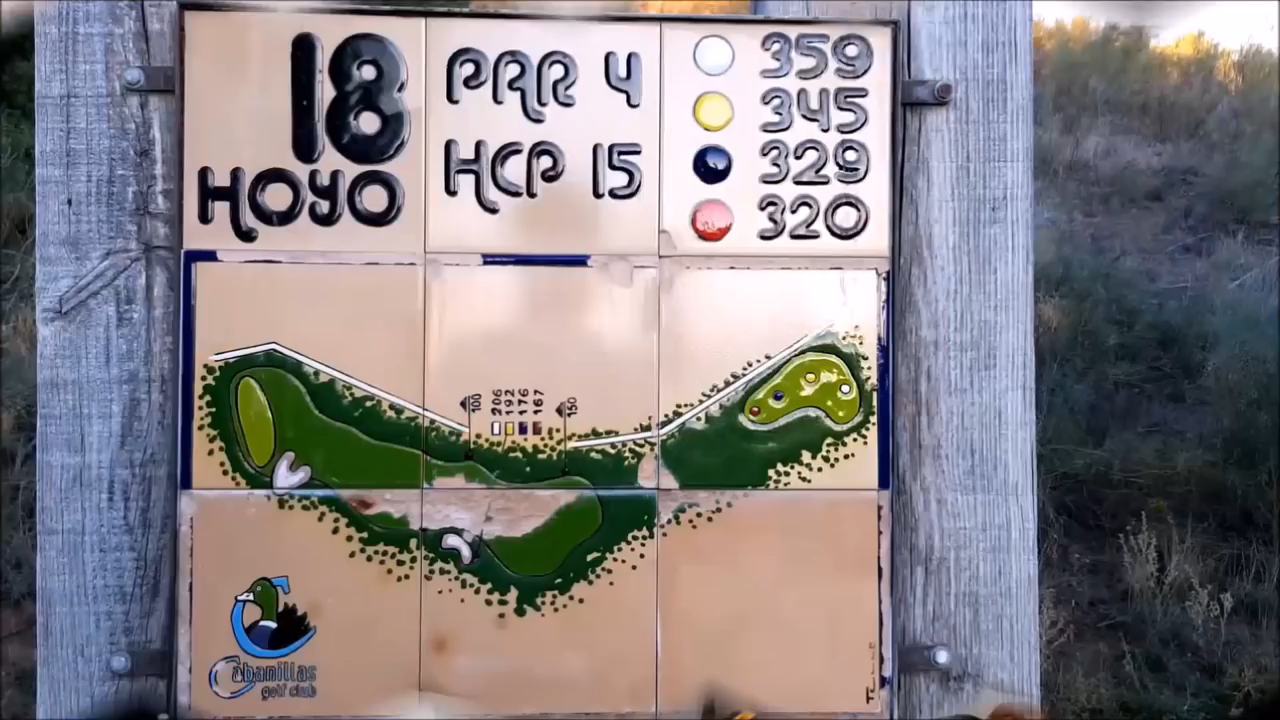 18
HOYO
PAR 4
HCP 15
359
345
329
320
100
206
192
176
167
150
Cabanillas
golf club